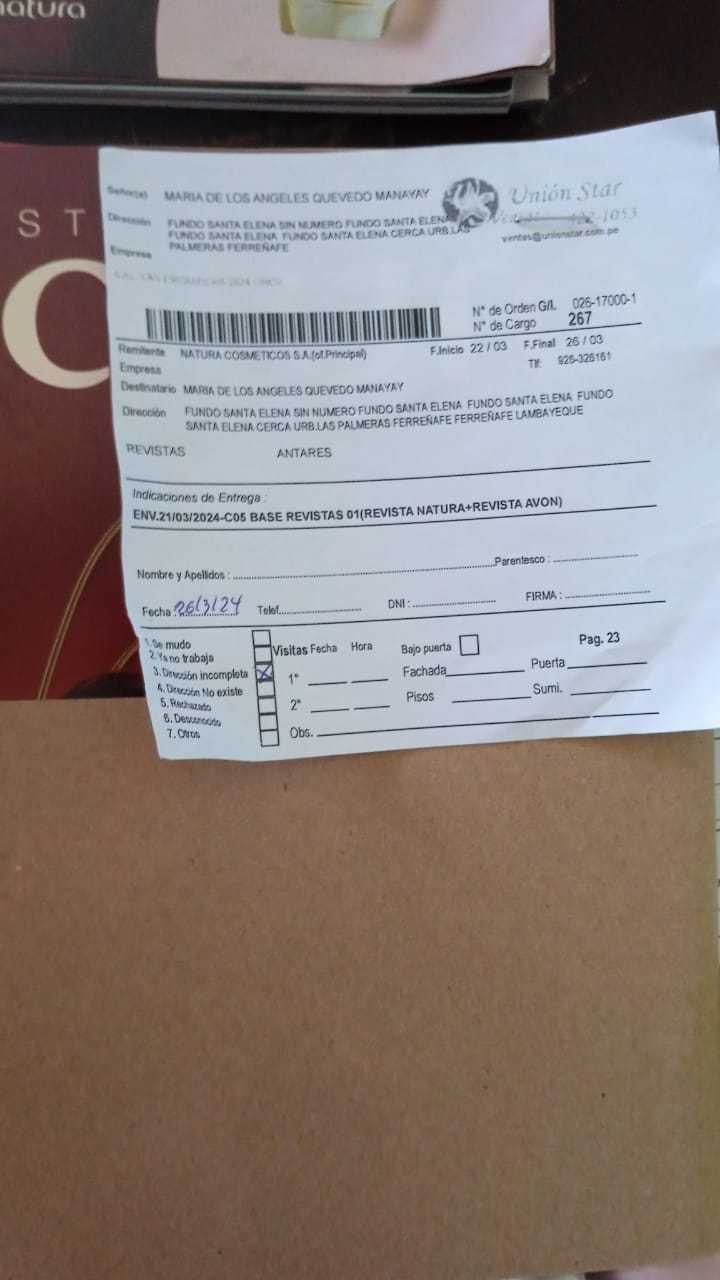 natura
ST
C
Señor(a) MARIA DE LOS ANGELES QUEVEDO MANAYAY
Unión Star
Dirección FUNDO SANTA ELENA SIN NUMERO FUNDO SANTA ELENA
FUNDO SANTA ELENA FUNDO SANTA ELENA CERCA URB.LAS
Empresa PALMERAS FERREÑAFE
ventas@unionstar.com.pe
N° de Orden G/I. 026-17000-1
N° de Cargo 267
Remitente NATURA COSMETICOS S.A.(of.Principal) F.Inicio 22 / 03 F.Final 26 / 03
Empresa Tlf: 926-326161
Destinatario MARIA DE LOS ANGELES QUEVEDO MANAYAY
Dirección FUNDO SANTA ELENA SIN NUMERO FUNDO SANTA ELENA FUNDO SANTA ELENA FUNDO
SANTA ELENA CERCA URB.LAS PALMERAS FERREÑAFE FERREÑAFE LAMBAYEQUE
REVISTAS ANTARES
Indicaciones de Entrega :
ENV.21/03/2024-C05 BASE REVISTAS 01(REVISTA NATURA+REVISTA AVON)
Nombre y Apellidos : Parentesco :
Fecha : 26/3/24 Telef. DNI : FIRMA :
1. Se mudo
2. Ya no trabaja
3. Dirección incompleta X
4. Dirección No existe
5. Rechazado
6. Desconocido
7. Otros
Visitas Fecha Hora Bajo puerta Pag. 23
1° Fachada Puerta
2° Pisos Sumi.
Obs.